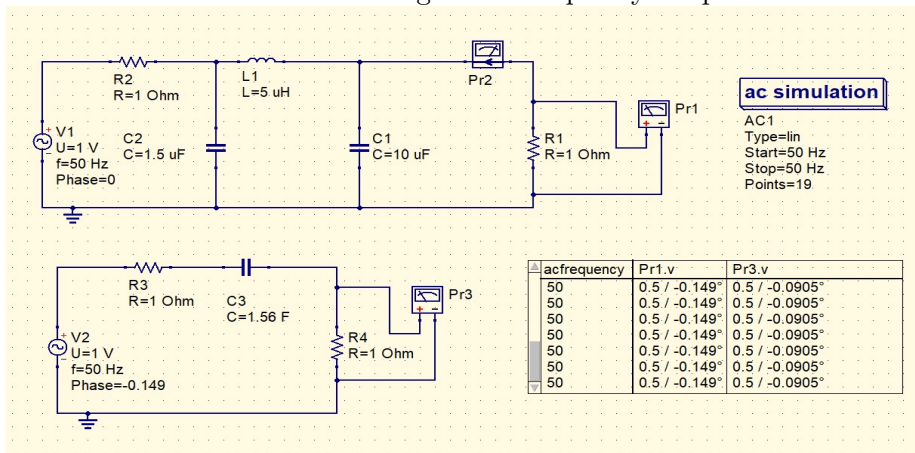 Pr2
R2
R=1 Ohm
L1
L=5 uH
V1
U=1 V
f=50 Hz
Phase=0
C2
C=1.5 uF
C1
C=10 uF
R1
R=1 Ohm
Pr1
ac simulation
AC1
Type=lin
Start=50 Hz
Stop=50 Hz
Points=19
R3
R=1 Ohm
C3
C=1.56 F
V2
U=1 V
f=50 Hz
Phase=-0.149
R4
R=1 Ohm
Pr3
acfrequency Pr1.v Pr3.v
50 0.5 / -0.149° 0.5 / -0.0905°
50 0.5 / -0.149° 0.5 / -0.0905°
50 0.5 / -0.149° 0.5 / -0.0905°
50 0.5 / -0.149° 0.5 / -0.0905°
50 0.5 / -0.149° 0.5 / -0.0905°
50 0.5 / -0.149° 0.5 / -0.0905°
50 0.5 / -0.149° 0.5 / -0.0905°